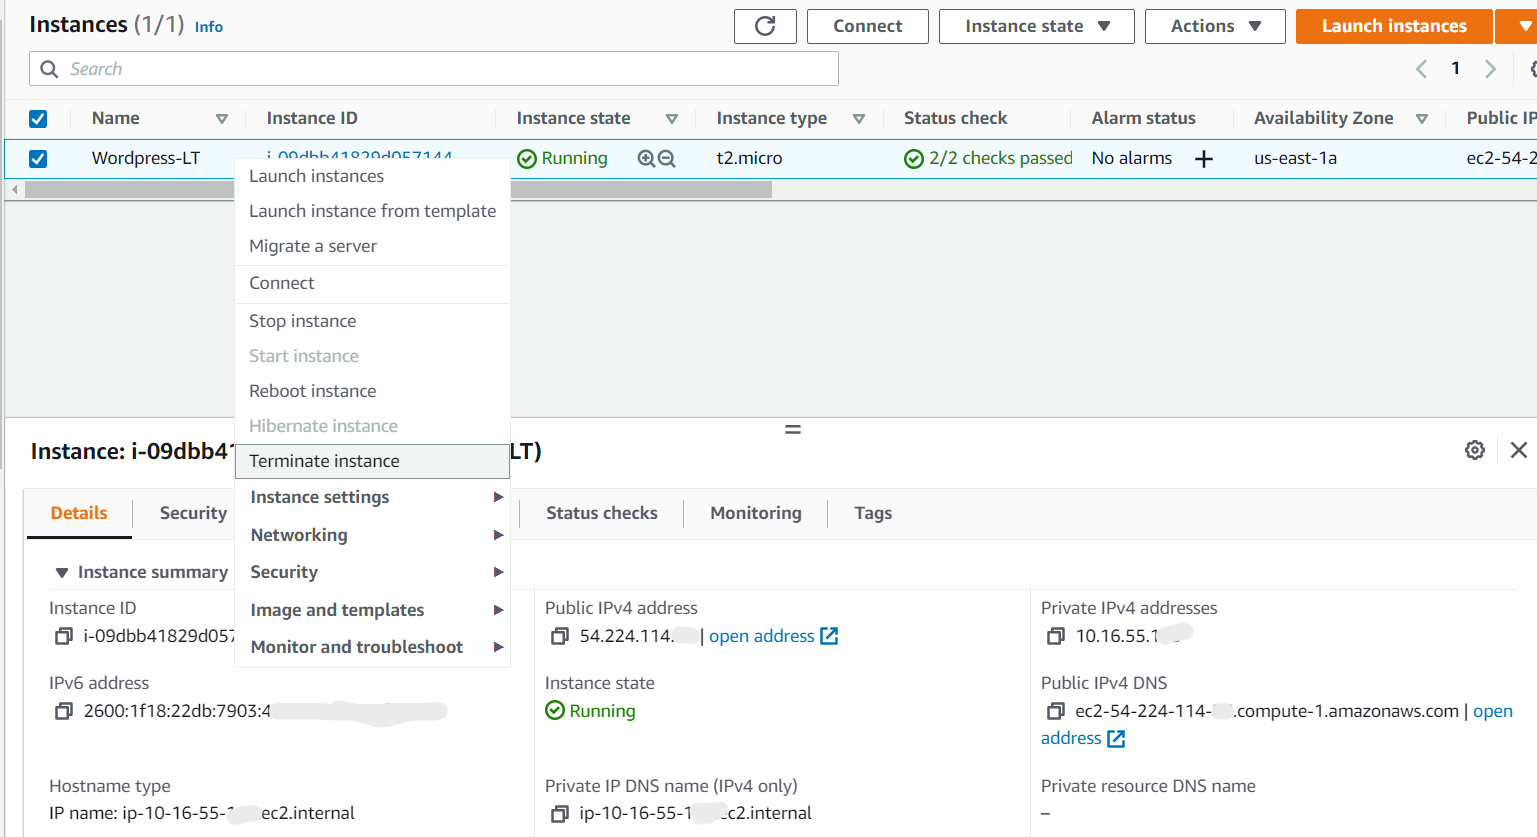 Instances (1/1) Info
Connect Instance state Actions Launch instances
Search
1
Name Instance ID Instance state Instance type Status check Alarm status Availability Zone Public IP
Wordpress-LT i-09dbb41829d057144 Running t2.micro 2/2 checks passed No alarms + us-east-1a ec2-54-2
Launch instances
Launch instance from template
Migrate a server
Connect
Stop instance
Start instance
Reboot instance
Hibernate instance
Terminate instance
Instance settings
Networking
Security
Image and templates
Monitor and troubleshoot
Instance: i-09dbb41 LT)
Details Security Status checks Monitoring Tags
Instance summary
Instance ID
i-09dbb41829d057
Public IPv4 address
54.224.114. | open address
Private IPv4 addresses
10.16.55.1
IPv6 address
2600:1f18:22db:7903:4
Instance state
Running
Public IPv4 DNS
ec2-54-224-114- .compute-1.amazonaws.com | open
address
Hostname type
IP name: ip-10-16-55- ec2.internal
Private IP DNS name (IPv4 only)
ip-10-16-55-1 ec2.internal
Private resource DNS name
–